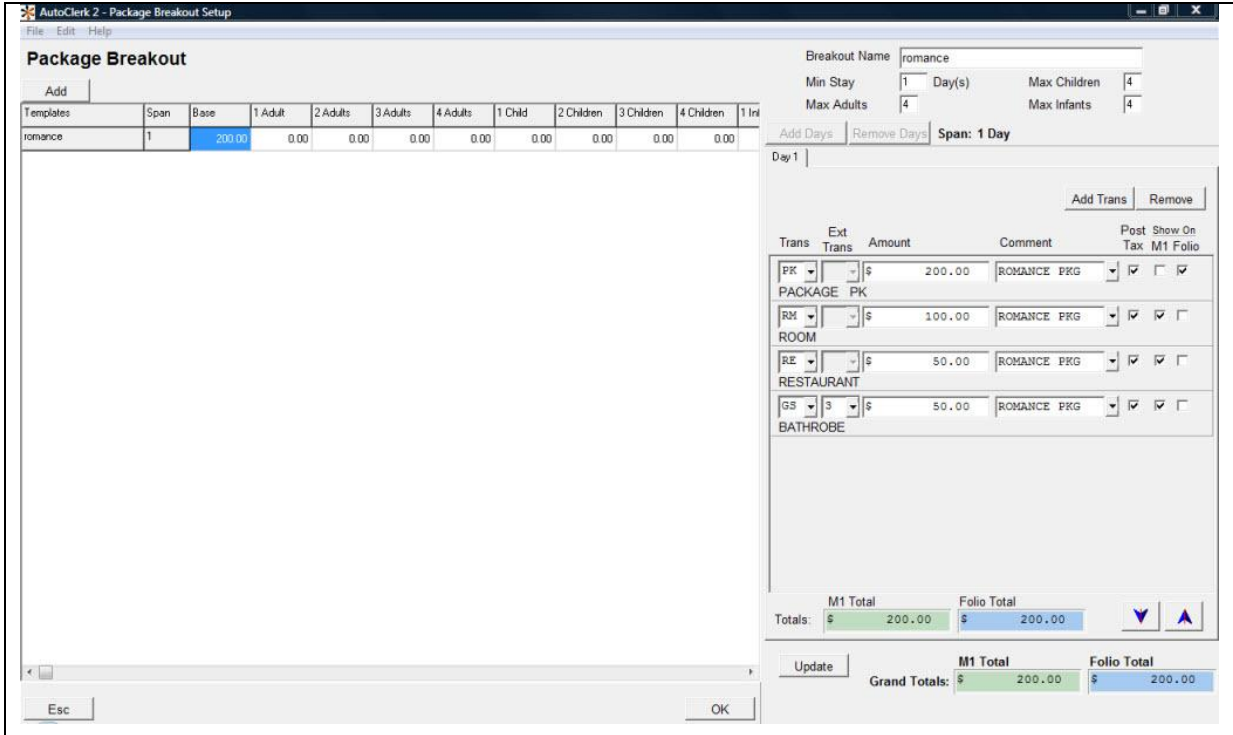 AutoClerk 2 - Package Breakout Setup
File Edit Help
Package Breakout
Add
Templates Span Base 1 Adult 2 Adults 3 Adults 4 Adults 1 Child 2 Children 3 Children 4 Children 1 Inf
romance 1 200.00 0.00 0.00 0.00 0.00 0.00 0.00 0.00 0.00
Esc OK
Breakout Name romance
Min Stay 1 Day(s) Max Children 4
Max Adults 4 Max Infants 4
Add Days Remove Days Span: 1 Day
Day 1
Add Trans Remove
Trans Ext Trans Amount Comment Post Tax Show On M1 Folio
PK $ 200.00 ROMANCE PKG
PACKAGE PK
RM $ 100.00 ROMANCE PKG
ROOM
RE $ 50.00 ROMANCE PKG
RESTAURANT
GS 3 $ 50.00 ROMANCE PKG
BATHROBE
M1 Total Folio Total
Totals: $ 200.00 $ 200.00
Update
M1 Total Folio Total
Grand Totals: $ 200.00 $ 200.00